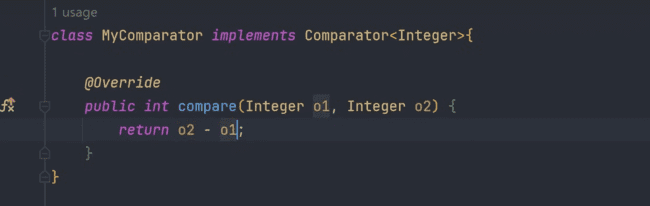 1 usage
class MyComparator implements Comparator<Integer>{
@Override
public int compare(Integer o1, Integer o2) {
return o2 - o1;
}
}